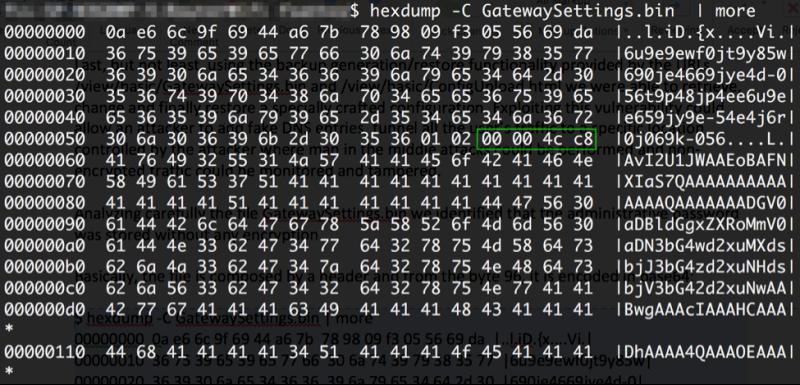 $ hexdump -C GatewaySettings.bin | more
00000000 0a e6 6c 9f 69 44 a6 7b 78 98 09 f3 05 56 69 da |..l.iD.{x....Vi.|
00000010 36 75 39 65 39 65 77 66 30 6a 74 39 79 38 35 77 |6u9e9ewf0jt9y85w|
00000020 36 39 30 6a 65 34 36 36 39 6a 79 65 34 64 2d 30 |690je4669jye4d-0|
00000030 35 36 74 39 70 34 38 6a 70 34 65 65 36 75 39 65 |56t9p48jp4ee6u9e|
00000040 65 36 35 39 6a 79 39 65 2d 35 34 65 34 6a 36 72 |e659jy9e-54e4j6r|
00000050 30 6a 30 36 39 6b 2d 30 35 36 01 02 00 00 4c c8 |0j069k-056....L.|
00000060 41 76 49 32 55 31 4a 57 41 41 45 6f 42 41 46 4e |AvI2U1JWAAEoBAFN|
00000070 58 49 61 53 37 51 41 41 41 41 41 41 41 41 41 41 |XIaS7QAAAAAAAAAA|
00000080 41 41 41 51 41 41 41 41 41 41 41 41 44 47 56 30 |AAAQAAAAAAAADGV0|
00000090 61 44 42 6c 64 47 67 78 5a 58 52 6f 4d 6d 56 30 |aDBldGgxZXRoMmV0|
000000a0 61 44 4e 33 62 47 34 77 64 32 78 75 4d 58 64 73 |aDN3bG4wd2xuMXds|
000000b0 62 6a 4a 33 62 47 34 7a 64 32 78 75 4e 48 64 73 |bjJ3bG4zd2xuNHds|
000000c0 62 6a 56 33 62 47 34 32 64 32 78 75 4e 77 41 41 |bjV3bG42d2xuNwAA|
000000d0 42 77 67 41 41 41 63 49 41 41 41 48 43 41 41 41 |BwgAAAcIAAAHCAAA|
*
00000110 44 68 41 41 41 41 34 51 41 41 41 4f 45 41 41 41 |DhAAAA4QAAAOEAAA|
*